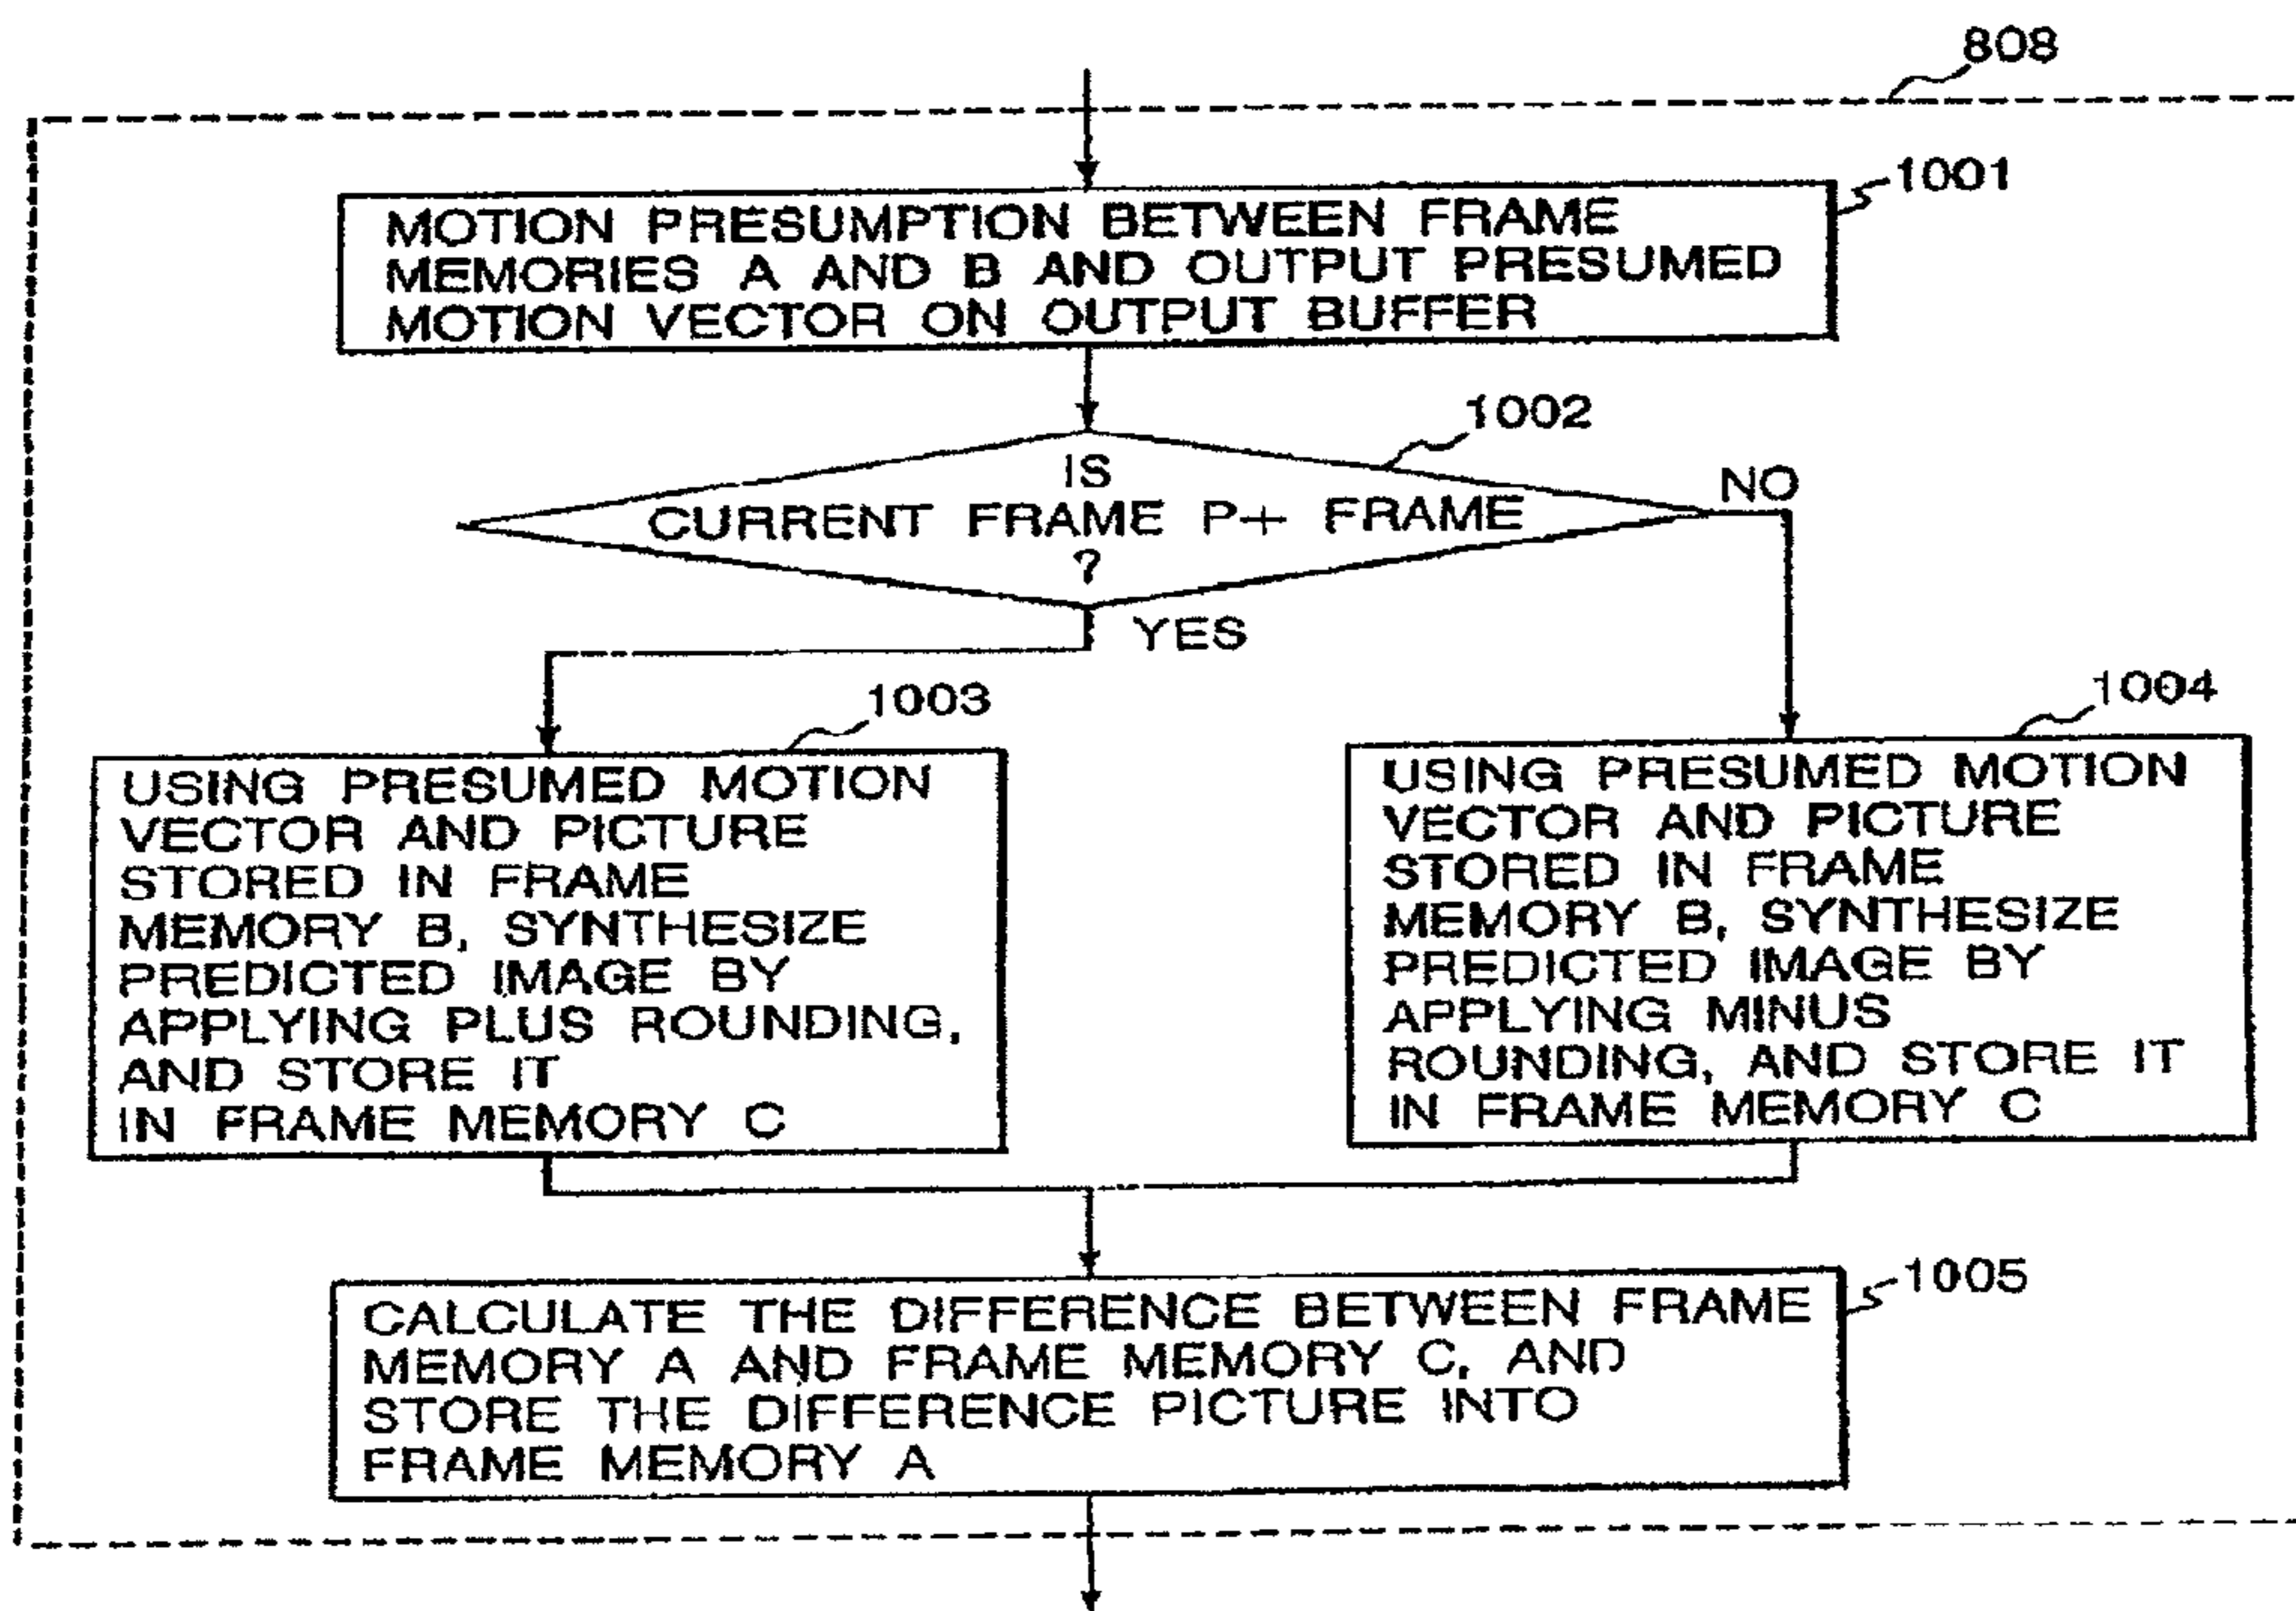 808
1001
MOTION PRESUMPTION BETWEEN FRAME
MEMORIES A AND B AND OUTPUT PRESUMED
MOTION VECTOR ON OUTPUT BUFFER
1002
IS
CURRENT FRAME P+ FRAME
?
NO
YES
1003
USING PRESUMED MOTION
VECTOR AND PICTURE
STORED IN FRAME
MEMORY B, SYNTHESIZE
PREDICTED IMAGE BY
APPLYING PLUS ROUNDING,
AND STORE IT
IN FRAME MEMORY C
1004
USING PRESUMED MOTION
VECTOR AND PICTURE
STORED IN FRAME
MEMORY B, SYNTHESIZE
PREDICTED IMAGE BY
APPLYING MINUS
ROUNDING, AND STORE IT
IN FRAME MEMORY C
1005
CALCULATE THE DIFFERENCE BETWEEN FRAME
MEMORY A AND FRAME MEMORY C, AND
STORE THE DIFFERENCE PICTURE INTO
FRAME MEMORY A